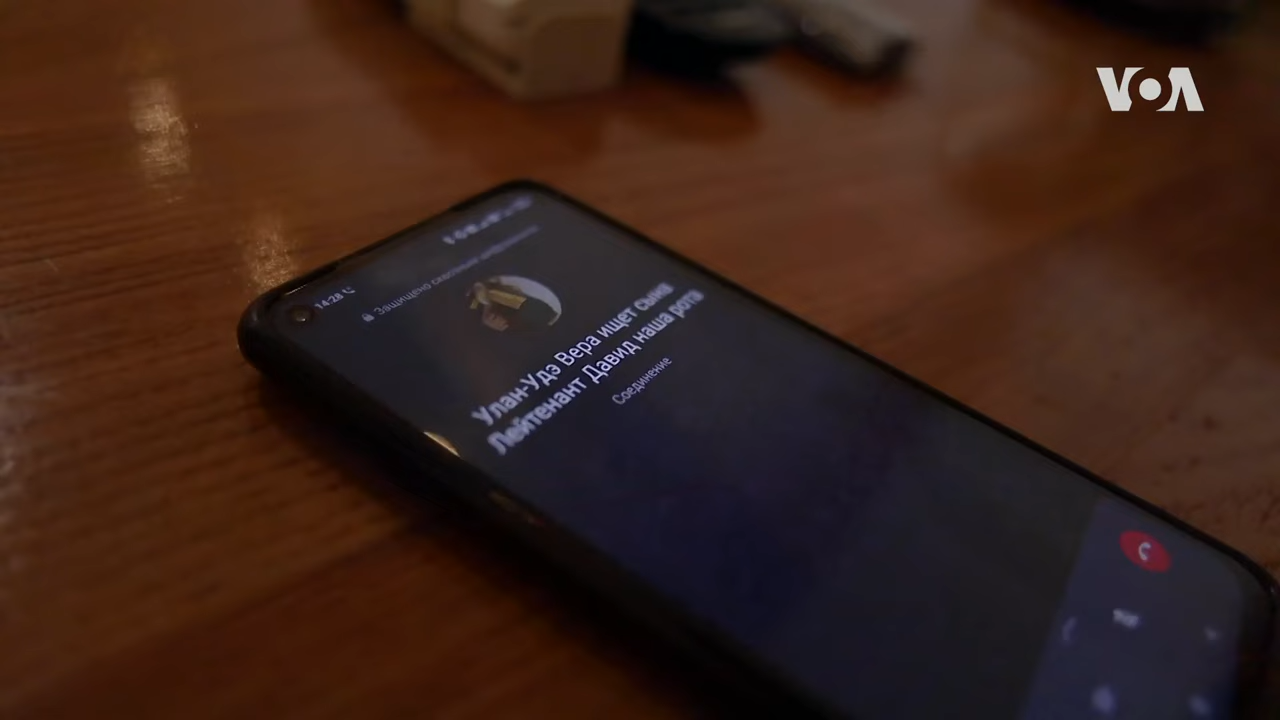 VOA
14:28
Защищено сквозным шифрованием
Улан-Удэ Вера ищет сына
Лейтенант Давид наша рота
Соединение